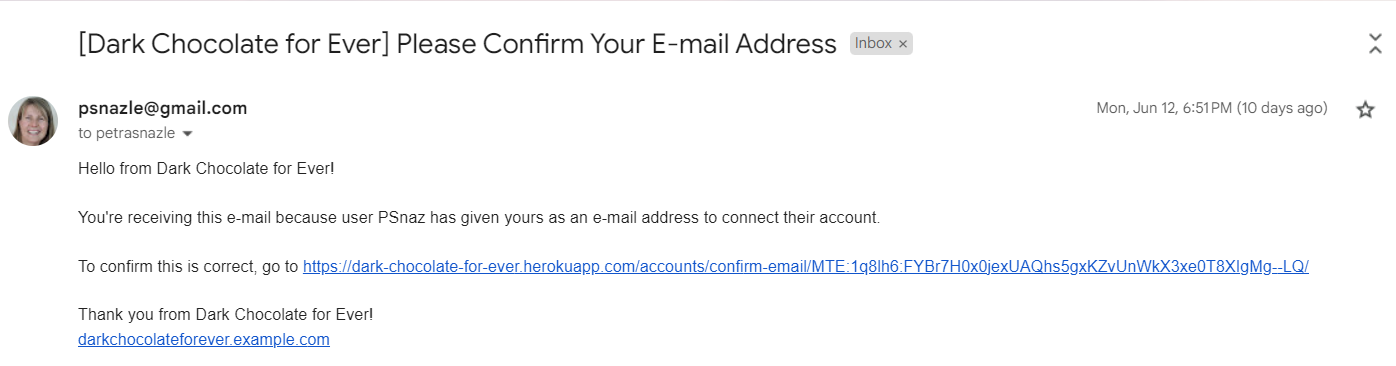 [Dark Chocolate for Ever] Please Confirm Your E-mail Address Inbox ×
psnazle@gmail.com Mon, Jun 12, 6:51 PM (10 days ago)
to petrasnazle
Hello from Dark Chocolate for Ever!
You're receiving this e-mail because user PSnaz has given yours as an e-mail address to connect their account.
To confirm this is correct, go to https://dark-chocolate-for-ever.herokuapp.com/accounts/confirm-email/MTE:1q8lh6:FYBr7H0x0jexUAQhs5gxKZvUnWkX3xe0T8XIgMg--LQ/
Thank you from Dark Chocolate for Ever!
darkchocolateforever.example.com